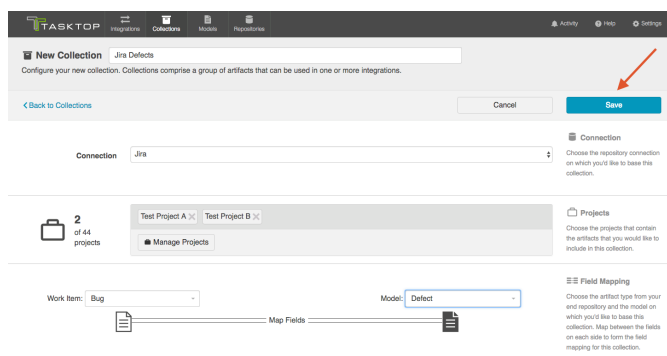 TASKTOP
Integrations
Collections
Models
Repositories
Activity
Help
Settings
New Collection
Jira Defects
Configure your new collection. Collections comprise a group of artifacts that can be used in one or more integrations.
Back to Collections
Cancel
Save
Connection
Jira
Connection
Choose the repository connection
on which you'd like to base this
collection.
2
of 44
projects
Test Project A
Test Project B
Manage Projects
Projects
Choose the projects that contain
the artifacts that you would like to
include in this collection.
Work Item: Bug
Model: Defect
Map Fields
Field Mapping
Choose the artifact type from your
end repository and the model on
which you'd like to base this
collection. Map between the fields
on each side to form the field
mapping for this collection.